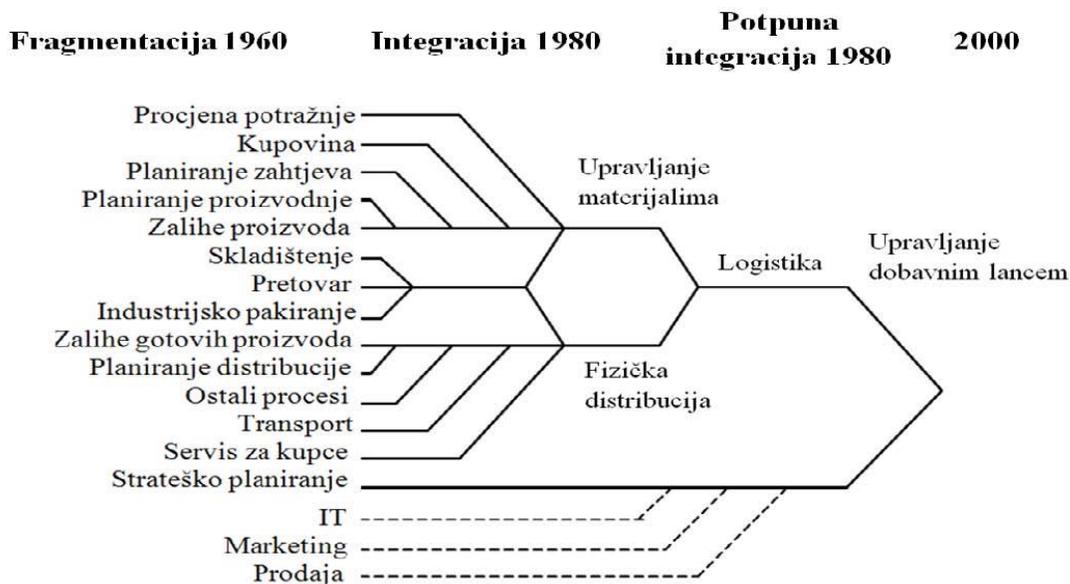 Fragmentacija 1960
Integracija 1980
Potpuna
integracija 1980
2000
Procjena potražnje
Kupovina
Planiranje zahtjeva
Planiranje proizvodnje
Zalihe proizvoda
Skladištenje
Pretovar
Industrijsko pakiranje
Zalihe gotovih proizvoda
Planiranje distribucije
Ostali procesi
Transport
Servis za kupce
Strateško planiranje
IT
Marketing
Prodaja
Upravljanje
materijalima
Fizička
distribucija
Logistika
Upravljanje
dobavnim lancem